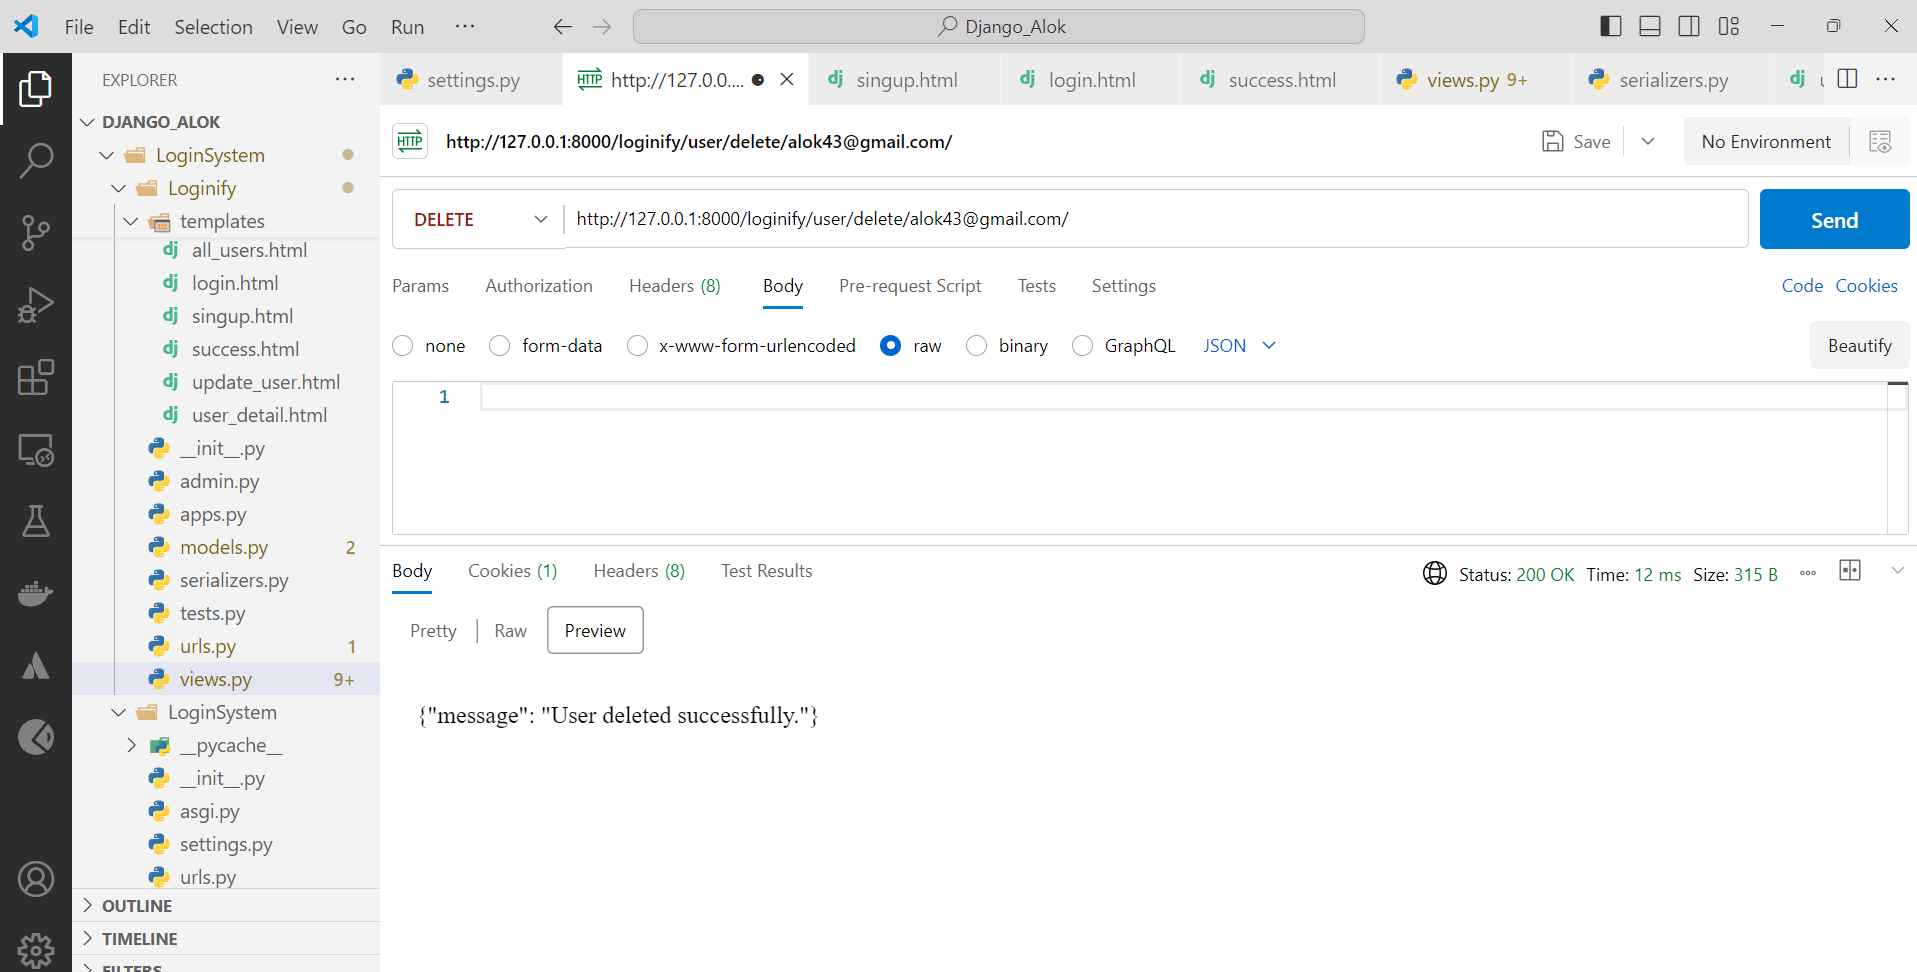 File Edit Selection View Go Run ··· Django_Alok
EXPLORER ···
DJANGO_ALOK
LoginSystem
Loginify
templates
all_users.html
login.html
singup.html
success.html
update_user.html
user_detail.html
__init__.py
admin.py
apps.py
models.py 2
serializers.py
tests.py
urls.py 1
views.py 9+
LoginSystem
__pycache__
__init__.py
asgi.py
settings.py
urls.py
OUTLINE
TIMELINE
FILTERS
settings.py HTTP http://127.0.0.... singup.html login.html success.html views.py 9+ serializers.py
HTTP http://127.0.0.1:8000/loginify/user/delete/alok43@gmail.com/ Save No Environment
DELETE http://127.0.0.1:8000/loginify/user/delete/alok43@gmail.com/ Send
Params Authorization Headers (8) Body Pre-request Script Tests Settings Code Cookies
none form-data x-www-form-urlencoded raw binary GraphQL JSON Beautify
1
Body Cookies (1) Headers (8) Test Results Status: 200 OK Time: 12 ms Size: 315 B
Pretty Raw Preview
{"message": "User deleted successfully."}